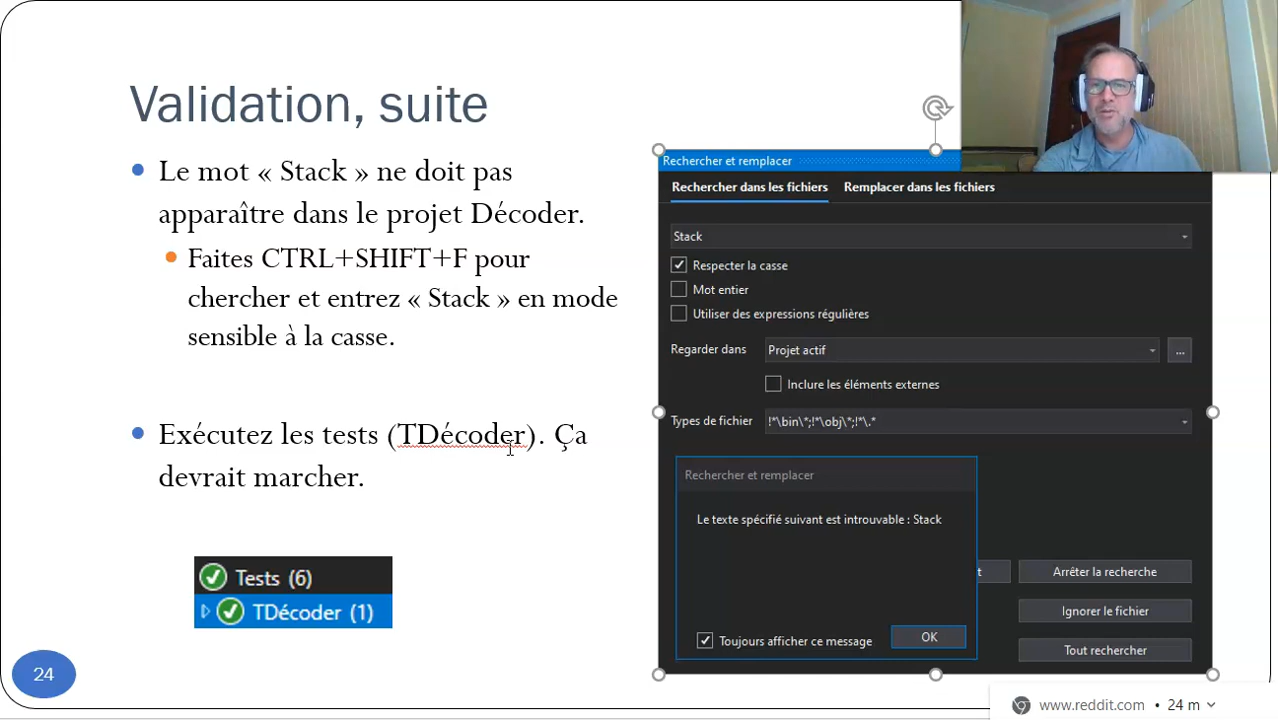 Validation, suite
Le mot « Stack » ne doit pas
apparaître dans le projet Décoder.
Faites CTRL+SHIFT+F pour
chercher et entrez « Stack » en mode
sensible à la casse.
Exécutez les tests (TDécoder). Ça
devrait marcher.
Tests (6)
TDécoder (1)
24
Rechercher et remplacer
Rechercher dans les fichiers Remplacer dans les fichiers
Stack
Respecter la casse
Mot entier
Utiliser des expressions régulières
Regarder dans Projet actif ...
Inclure les éléments externes
Types de fichier !*\bin\*;!*\obj\*;!*\.*
Rechercher et remplacer
Le texte spécifié suivant est introuvable : Stack
Toujours afficher ce message OK
t Arrêter la recherche
Ignorer le fichier
Tout rechercher
www.reddit.com • 24 m